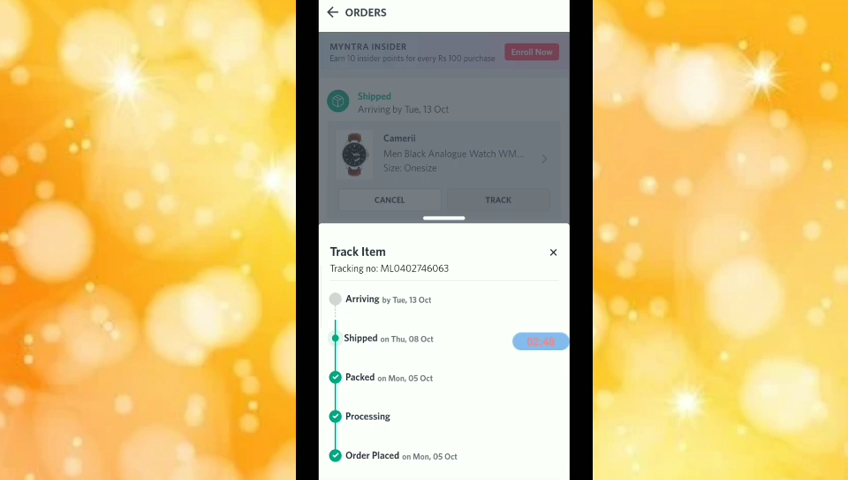 ORDERS
MYNTRA INSIDER
Earn 10 insider points for every Rs 100 purchase
Enroll Now
Shipped
Arriving by Tue, 13 Oct
Camerii
Men Black Analogue Watch WM...
Size: Onesize
CANCEL
TRACK
Track Item
Tracking no: ML0402746063
Arriving by Tue, 13 Oct
Shipped on Thu, 08 Oct
02:48
Packed on Mon, 05 Oct
Processing
Order Placed on Mon, 05 Oct